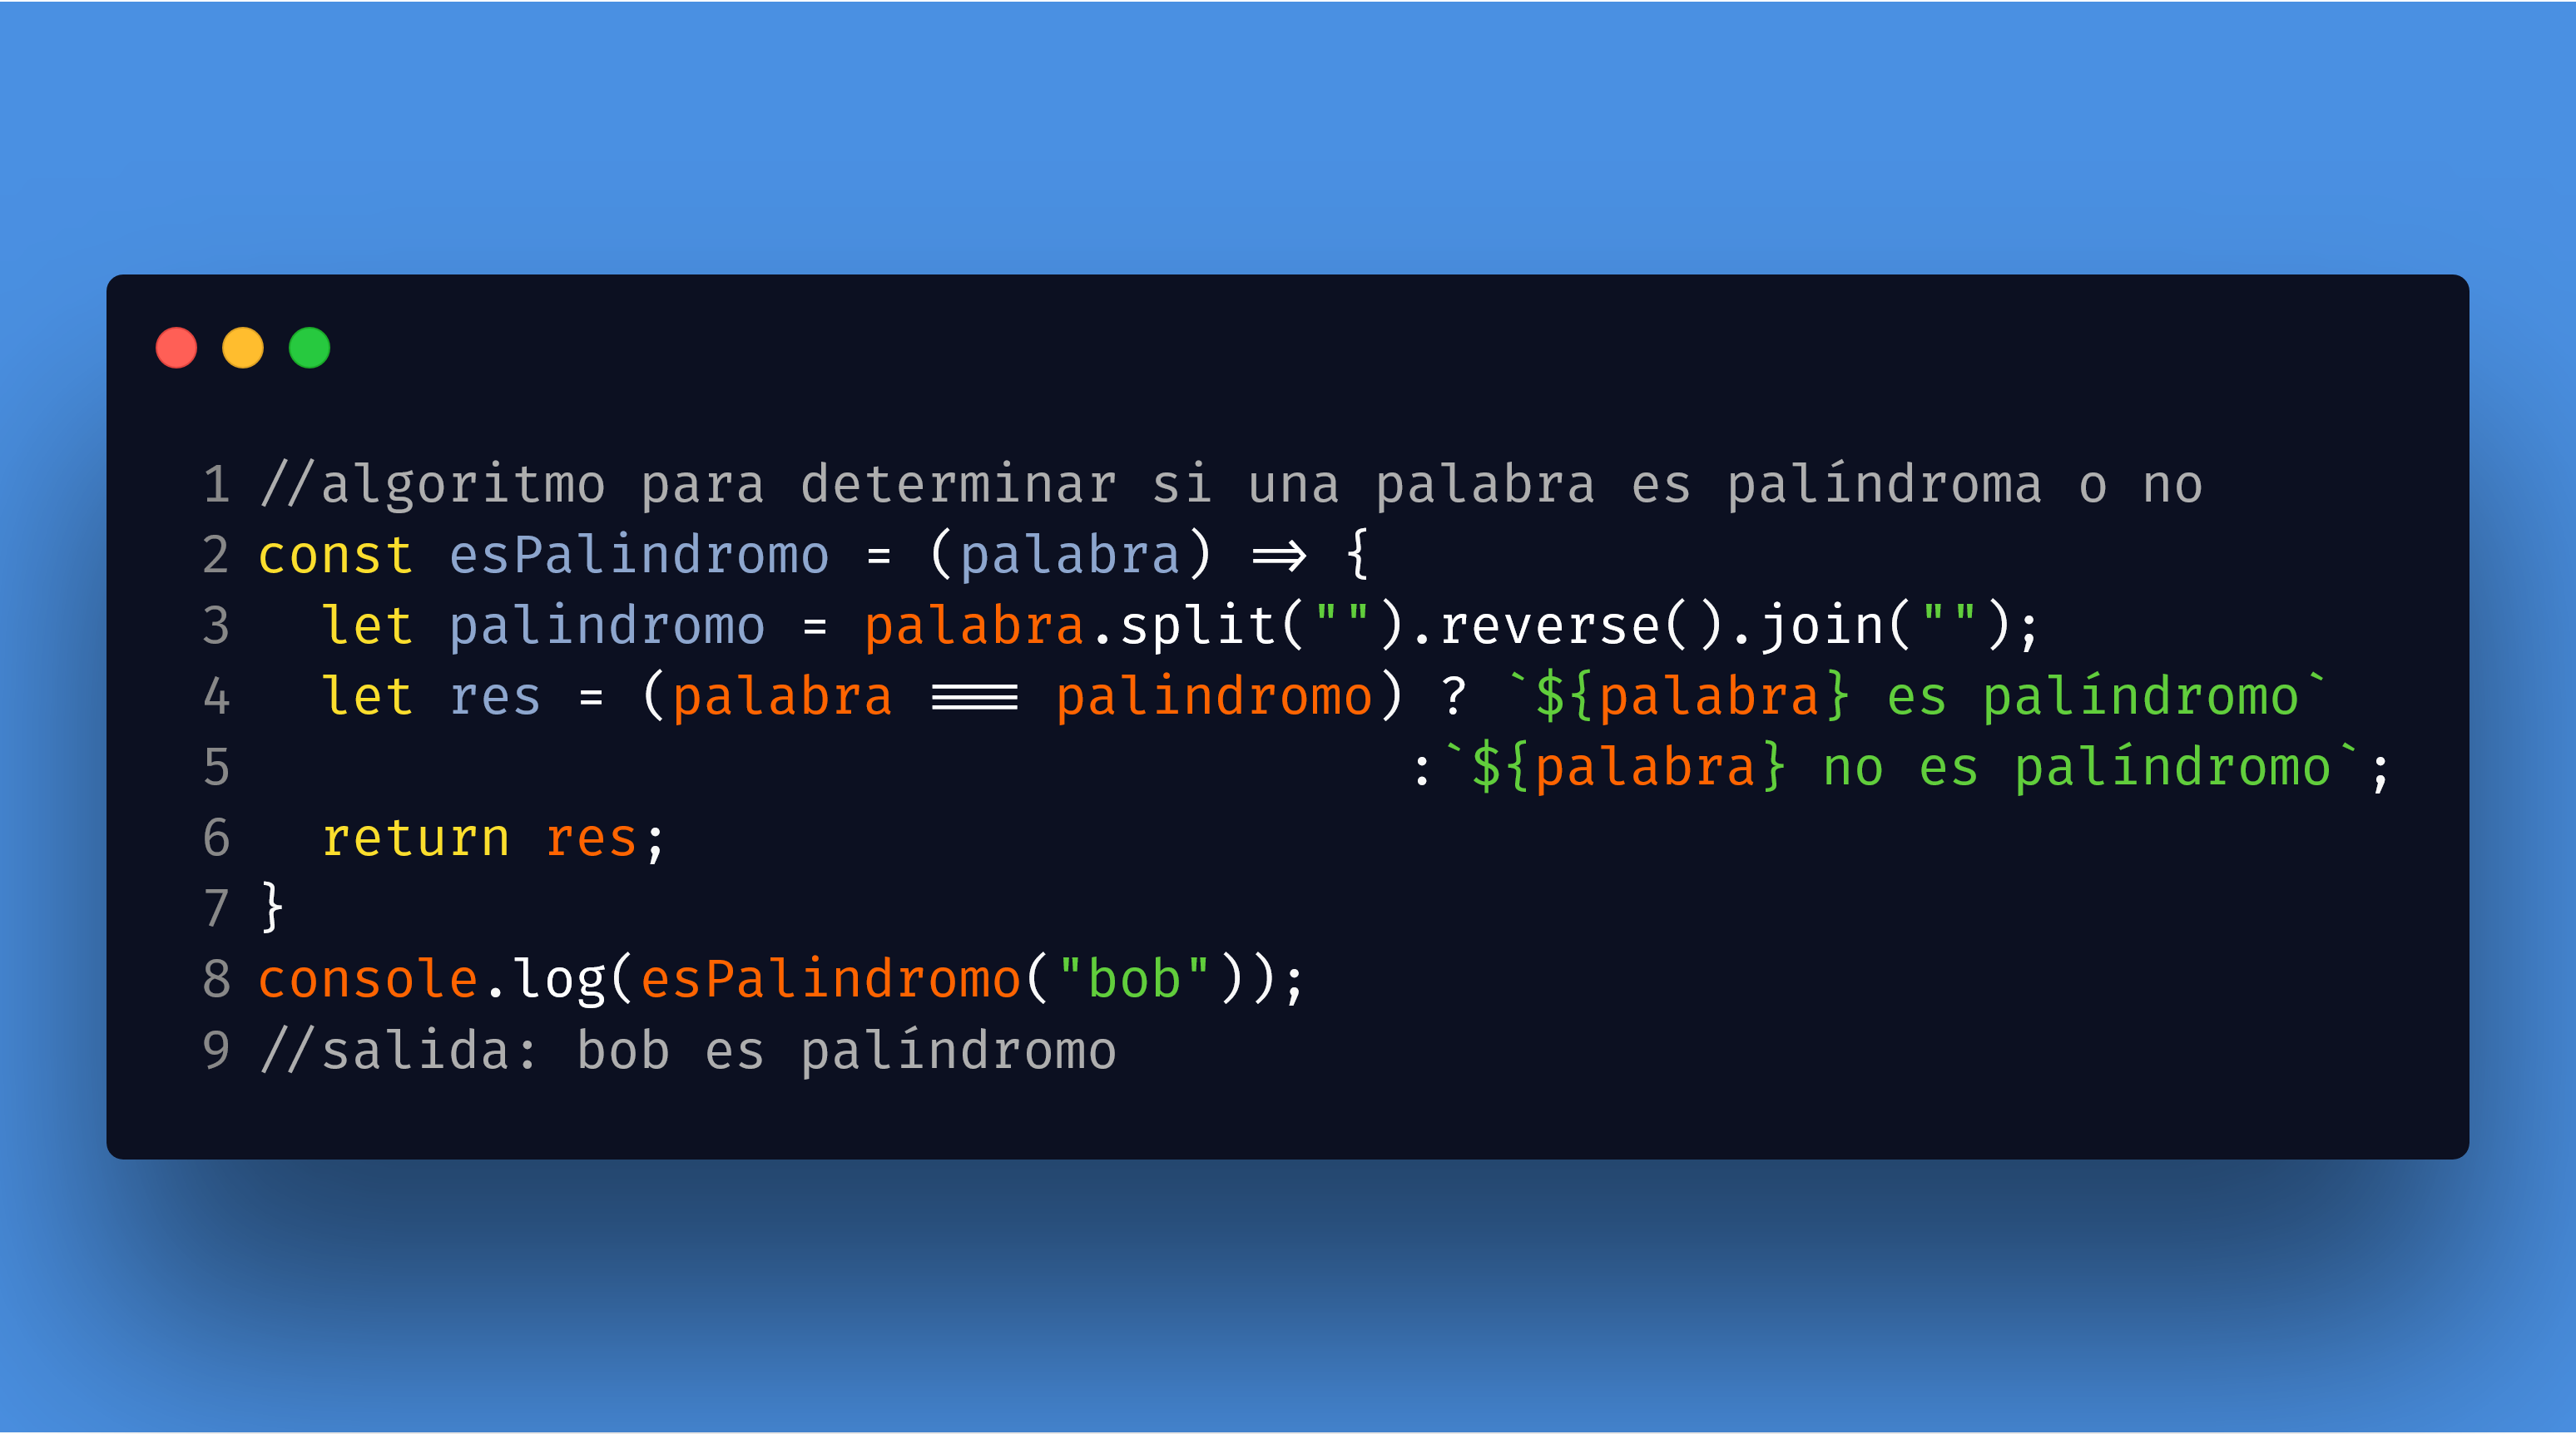 1 //algoritmo para determinar si una palabra es palíndroma o no
2 const esPalindromo = (palabra) => {
3   let palindromo = palabra.split("").reverse().join("");
4   let res = (palabra === palindromo) ? `${palabra} es palíndromo`
5                                     :`${palabra} no es palíndromo`;
6   return res;
7 }
8 console.log(esPalindromo("bob"));
9 //salida: bob es palíndromo